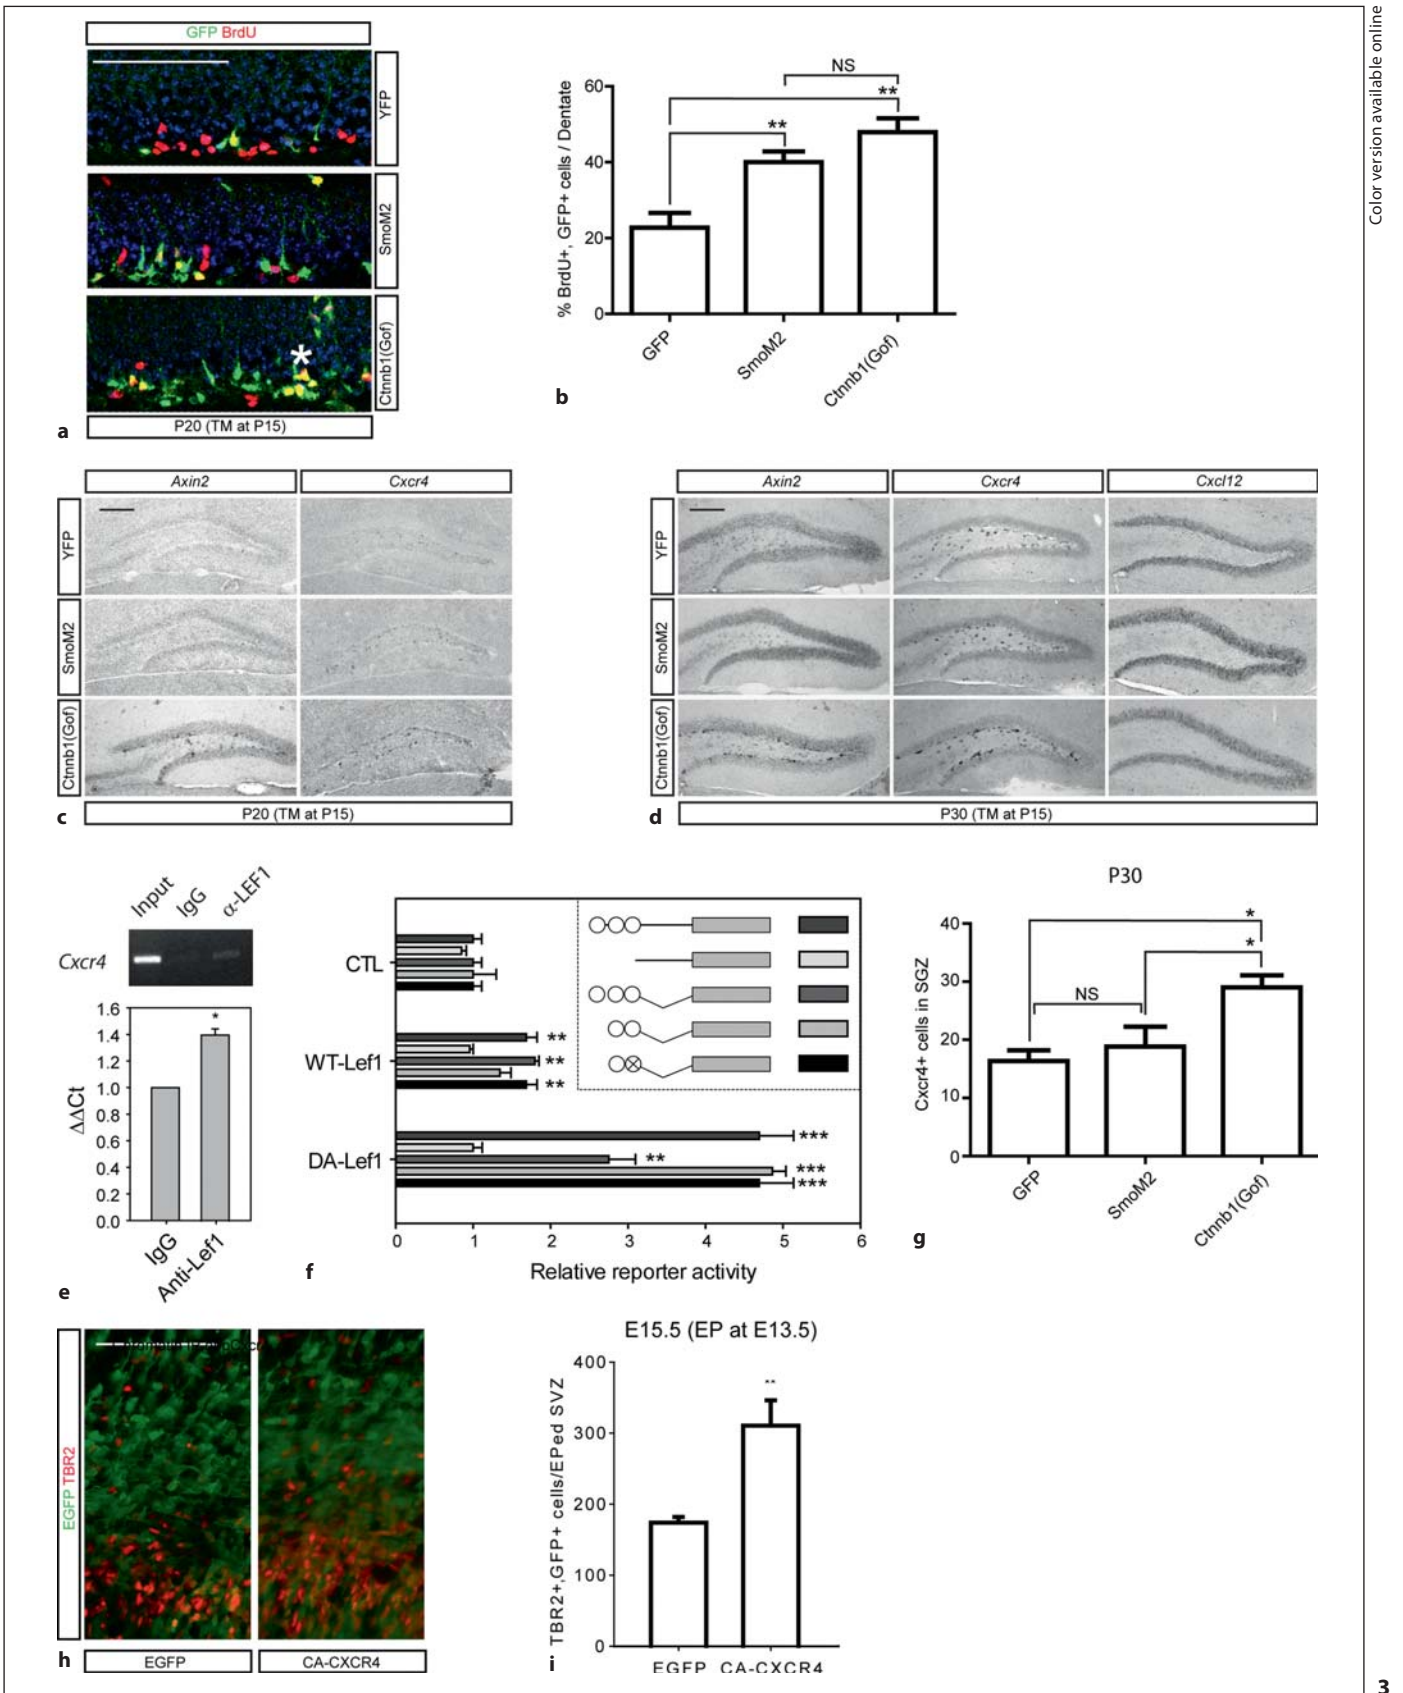 Color version available online
GFP BrdU
YFP
SmoM2
Ctnnb1(Gof)
P20 (TM at P15)
a
% BrdU+, GFP+ cells / Dentate
60
40
20
0
NS
**
**
GFP
SmoM2
Ctnnb1(Gof)
b
Axin2
Cxcr4
YFP
SmoM2
Ctnnb1(Gof)
P20 (TM at P15)
c
Axin2
Cxcr4
Cxcl12
YFP
SmoM2
Ctnnb1(Gof)
P30 (TM at P15)
d
Input
IgG
α-LEF1
Cxcr4
ΔΔCt
1.6
1.4
1.2
1.0
0.8
0.6
0.4
0.2
0.0
*
IgG
Anti-Lef1
e
CTL
WT-Lef1
**
**
**
DA-Lef1
***
**
***
***
0 1 2 3 4 5 6
Relative reporter activity
f
P30
Cxcr4+ cells in SGZ
40
30
20
10
0
*
*
NS
GFP
SmoM2
Ctnnb1(Gof)
g
EGFP TBR2
EGFP
CA-CXCR4
h
E15.5 (EP at E13.5)
TBR2+,GFP+ cells/EPed SVZ
400
300
200
100
0
**
EGFP CA-CXCR4
i
3